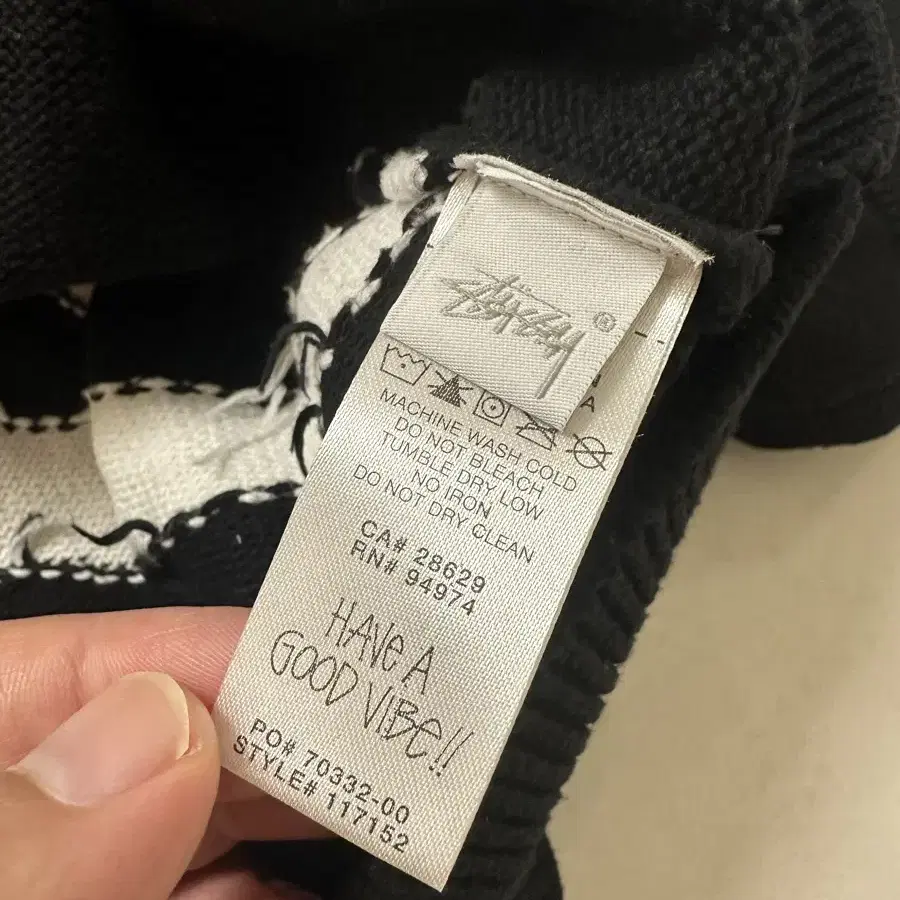 STÜSSY ®
A
MACHINE WASH COLD
DO NOT BLEACH
TUMBLE DRY LOW
NO IRON
DO NOT DRY CLEAN
CA# 28629
RN# 94974
HAVE A
GOOD VIBE!!
PO# 70332-00
STYLE# 117152